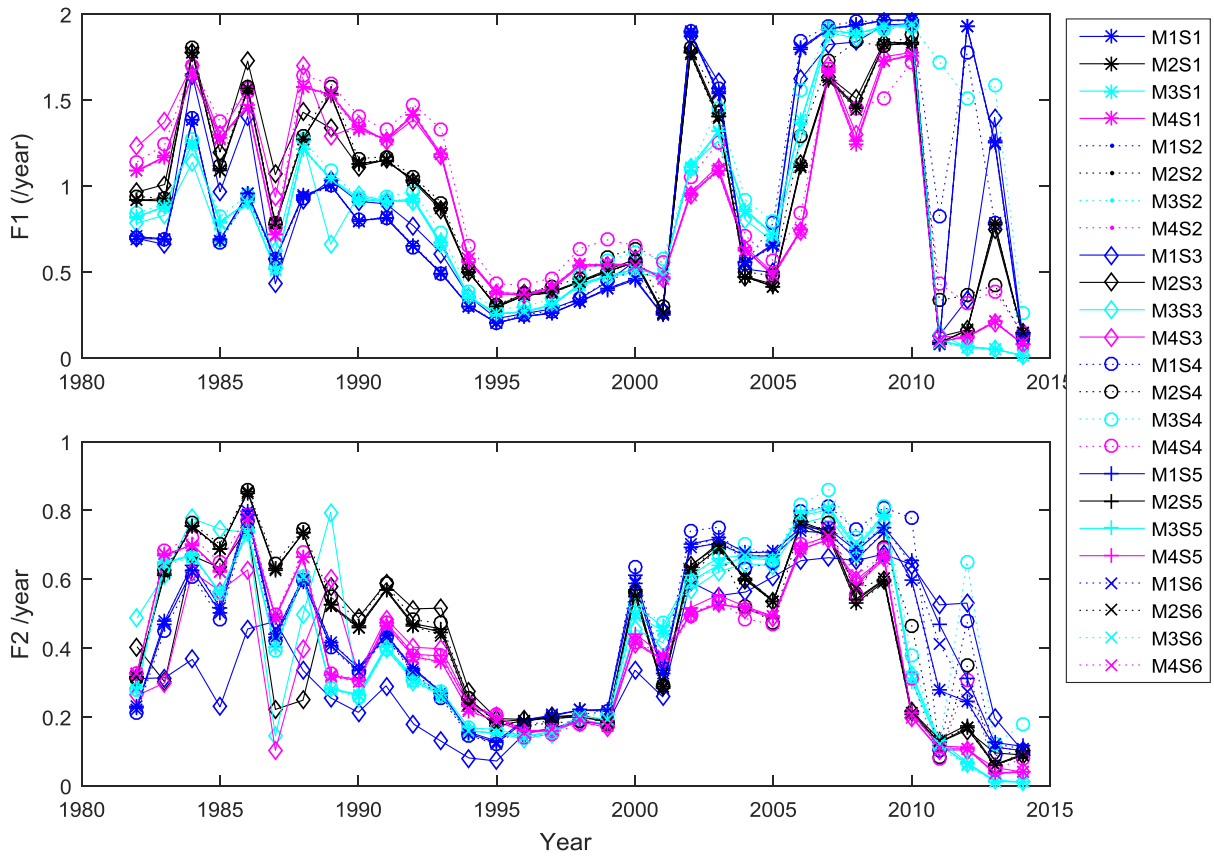 2
1.5
1
0.5
0
F1 (/year)
1980
1985
1990
1995
2000
2005
2010
2015
1
0.8
0.6
0.4
0.2
0
F2 /year
1980
1985
1990
1995
2000
2005
2010
2015
Year
M1S1
M2S1
M3S1
M4S1
M1S2
M2S2
M3S2
M4S2
M1S3
M2S3
M3S3
M4S3
M1S4
M2S4
M3S4
M4S4
M1S5
M2S5
M3S5
M4S5
M1S6
M2S6
M3S6
M4S6